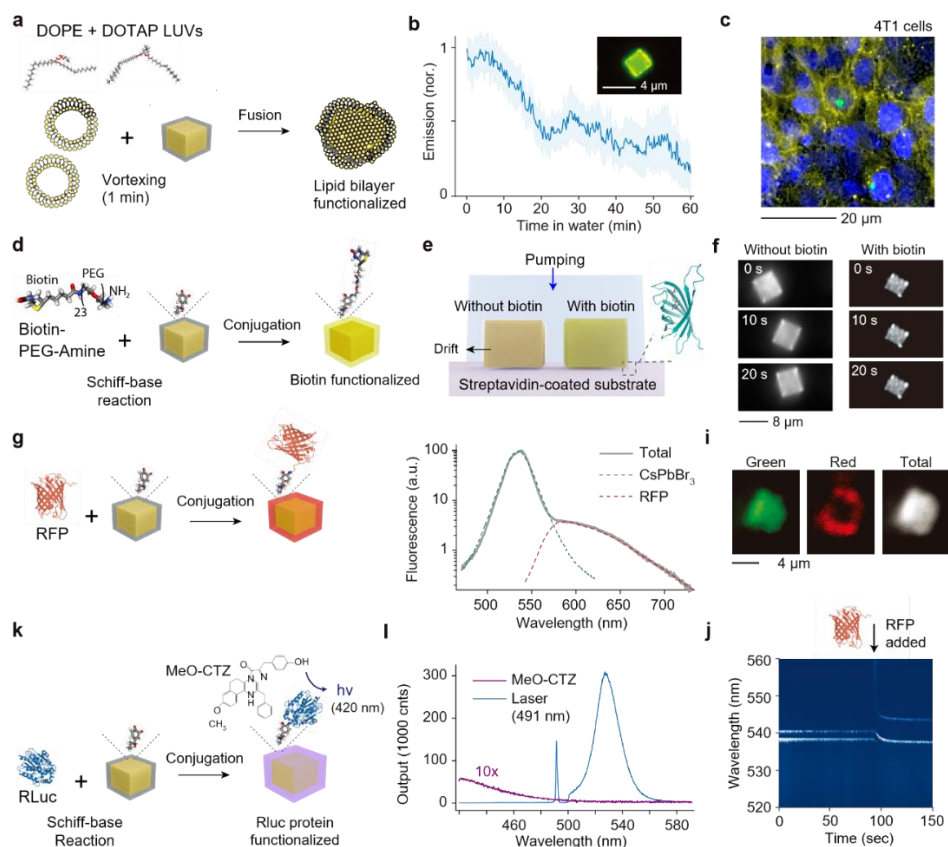 a
DOPE + DOTAP LUVs
+
Fusion
Vortexing
(1 min)
Lipid bilayer
functionalized
b
Emission (nor.)
1
0
0 10 20 30 40 50 60
Time in water (min)
4 µm
c
4T1 cells
20 µm
d
Biotin
PEG
NH2
23
Biotin-
PEG-Amine
+
Conjugation
Schiff-base
reaction
Biotin functionalized
e
Pumping
Without biotin
With biotin
Drift
Streptavidin-coated substrate
f
Without biotin
With biotin
0 s
0 s
10 s
10 s
20 s
20 s
8 µm
g
RFP
+
Conjugation
Fluorescence (a.u.)
100
10
1
500 550 600 650 700
Wavelength (nm)
Total
CsPbBr3
RFP
i
Green
Red
Total
4 µm
k
MeO-CTZ
O
N
N
N
H
OH
O
CH3
hv
(420 nm)
RLuc
+
Conjugation
Schiff-base
Reaction
Rluc protein
functionalized
l
Output (1000 cnts)
300
200
100
0
460 500 540 580
Wavelength (nm)
MeO-CTZ
Laser
(491 nm)
10x
j
RFP
added
Wavelength (nm)
560
550
540
530
520
0 50 100 150
Time (sec)